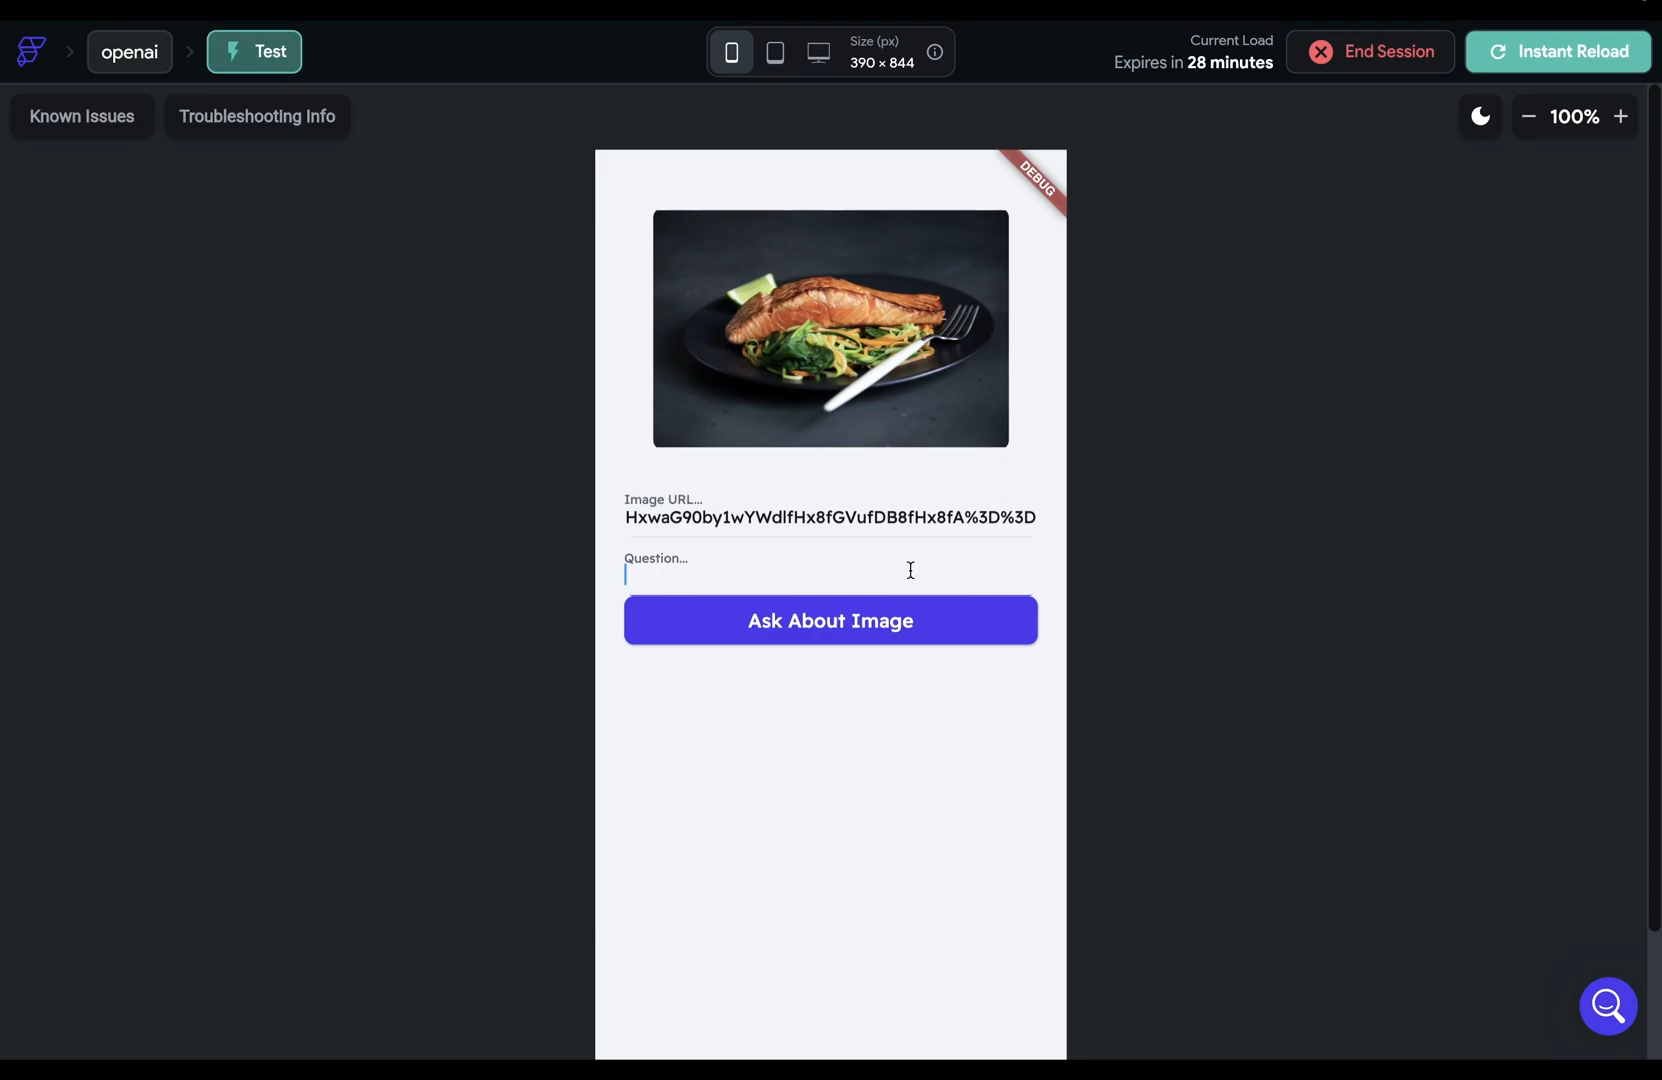 openai
Test
Size (px)
390 × 844
Current Load
Expires in 28 minutes
End Session
Instant Reload
Known Issues
Troubleshooting Info
100%
DEBUG
Image URL...
HxwaG90by1wYWdlfHx8fGVufDB8fHx8fA%3D%3D
Question...
Ask About Image